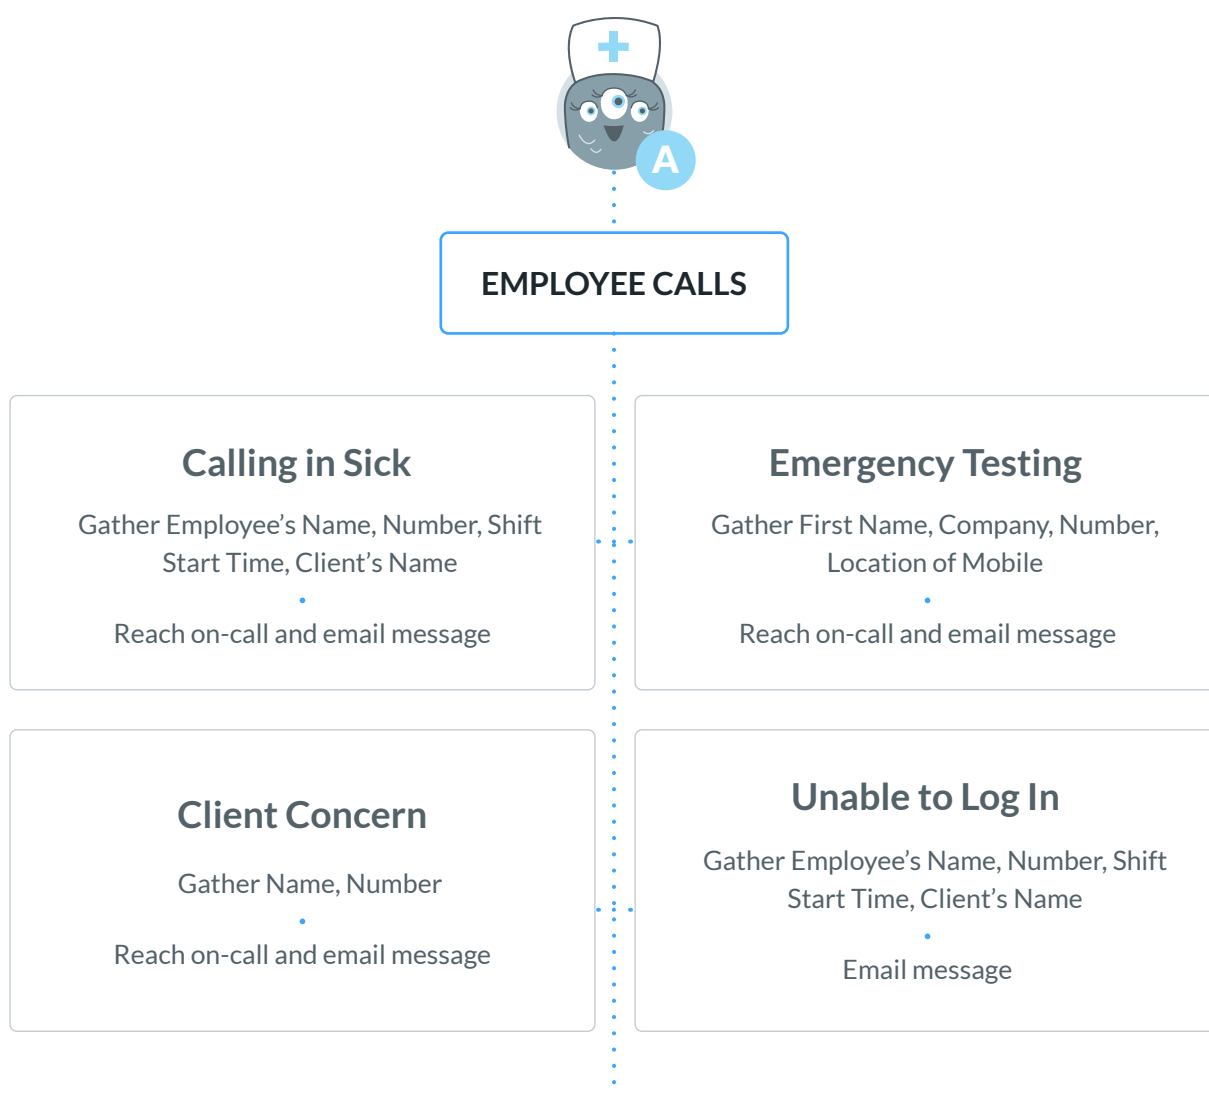 A
EMPLOYEE CALLS
Calling in Sick
Gather Employee’s Name, Number, Shift
Start Time, Client’s Name
Reach on-call and email message
Emergency Testing
Gather First Name, Company, Number,
Location of Mobile
Reach on-call and email message
Client Concern
Gather Name, Number
Reach on-call and email message
Unable to Log In
Gather Employee’s Name, Number, Shift
Start Time, Client’s Name
Email message